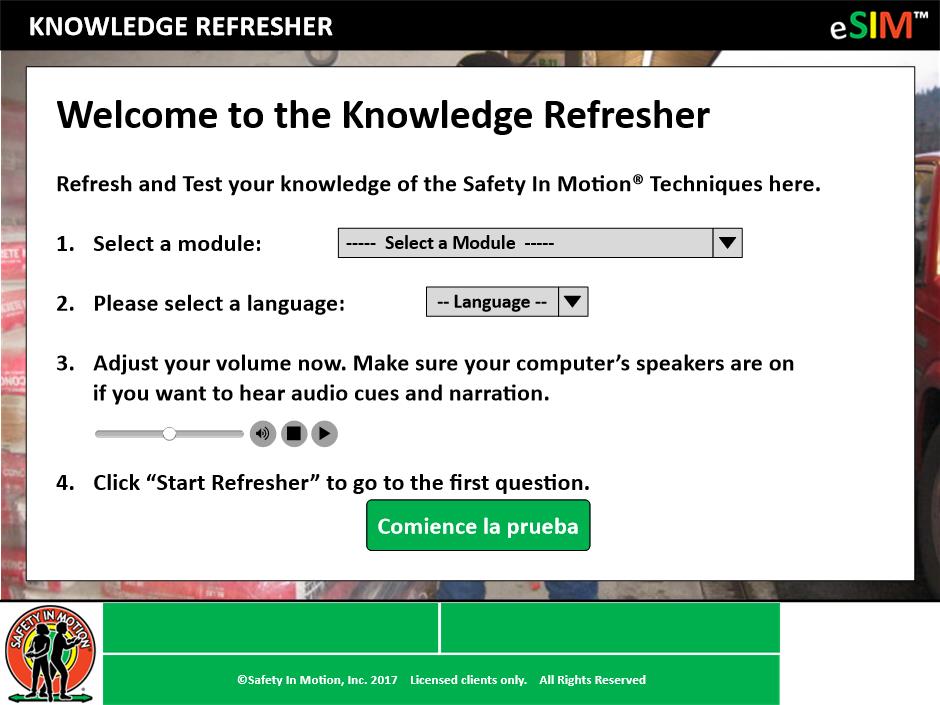 KNOWLEDGE REFRESHER
eSIM™
Welcome to the Knowledge Refresher
Refresh and Test your knowledge of the Safety In Motion® Techniques here.
1. Select a module:
----- Select a Module -----
2. Please select a language:
-- Language --
3. Adjust your volume now. Make sure your computer’s speakers are on
if you want to hear audio cues and narration.
4. Click “Start Refresher” to go to the first question.
Comience la prueba
SAFETY IN MOTION
©Safety In Motion, Inc. 2017 Licensed clients only. All Rights Reserved